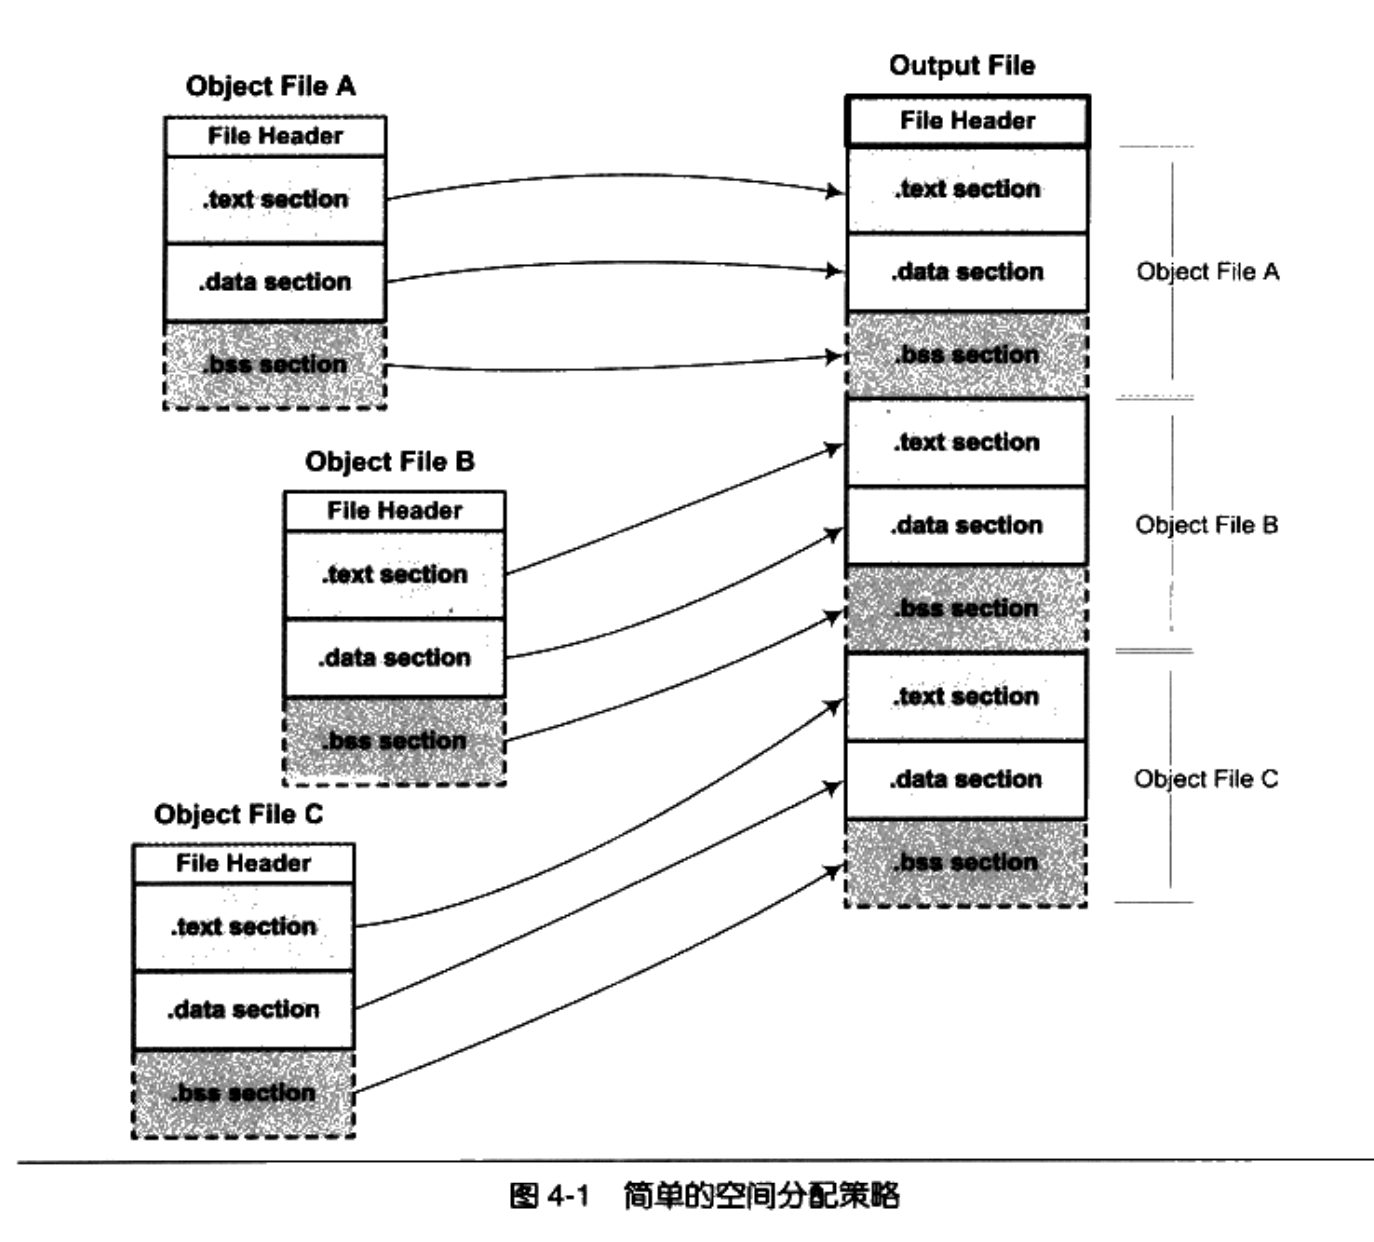 Object File A
File Header
.text section
.data section
.bss section
Object File B
File Header
.text section
.data section
.bss section
Object File C
File Header
.text section
.data section
.bss section
Output File
File Header
.text section
.data section
.bss section
Object File A
.text section
.data section
.bss section
Object File B
.text section
.data section
.bss section
Object File C
图 4-1 简单的空间分配策略